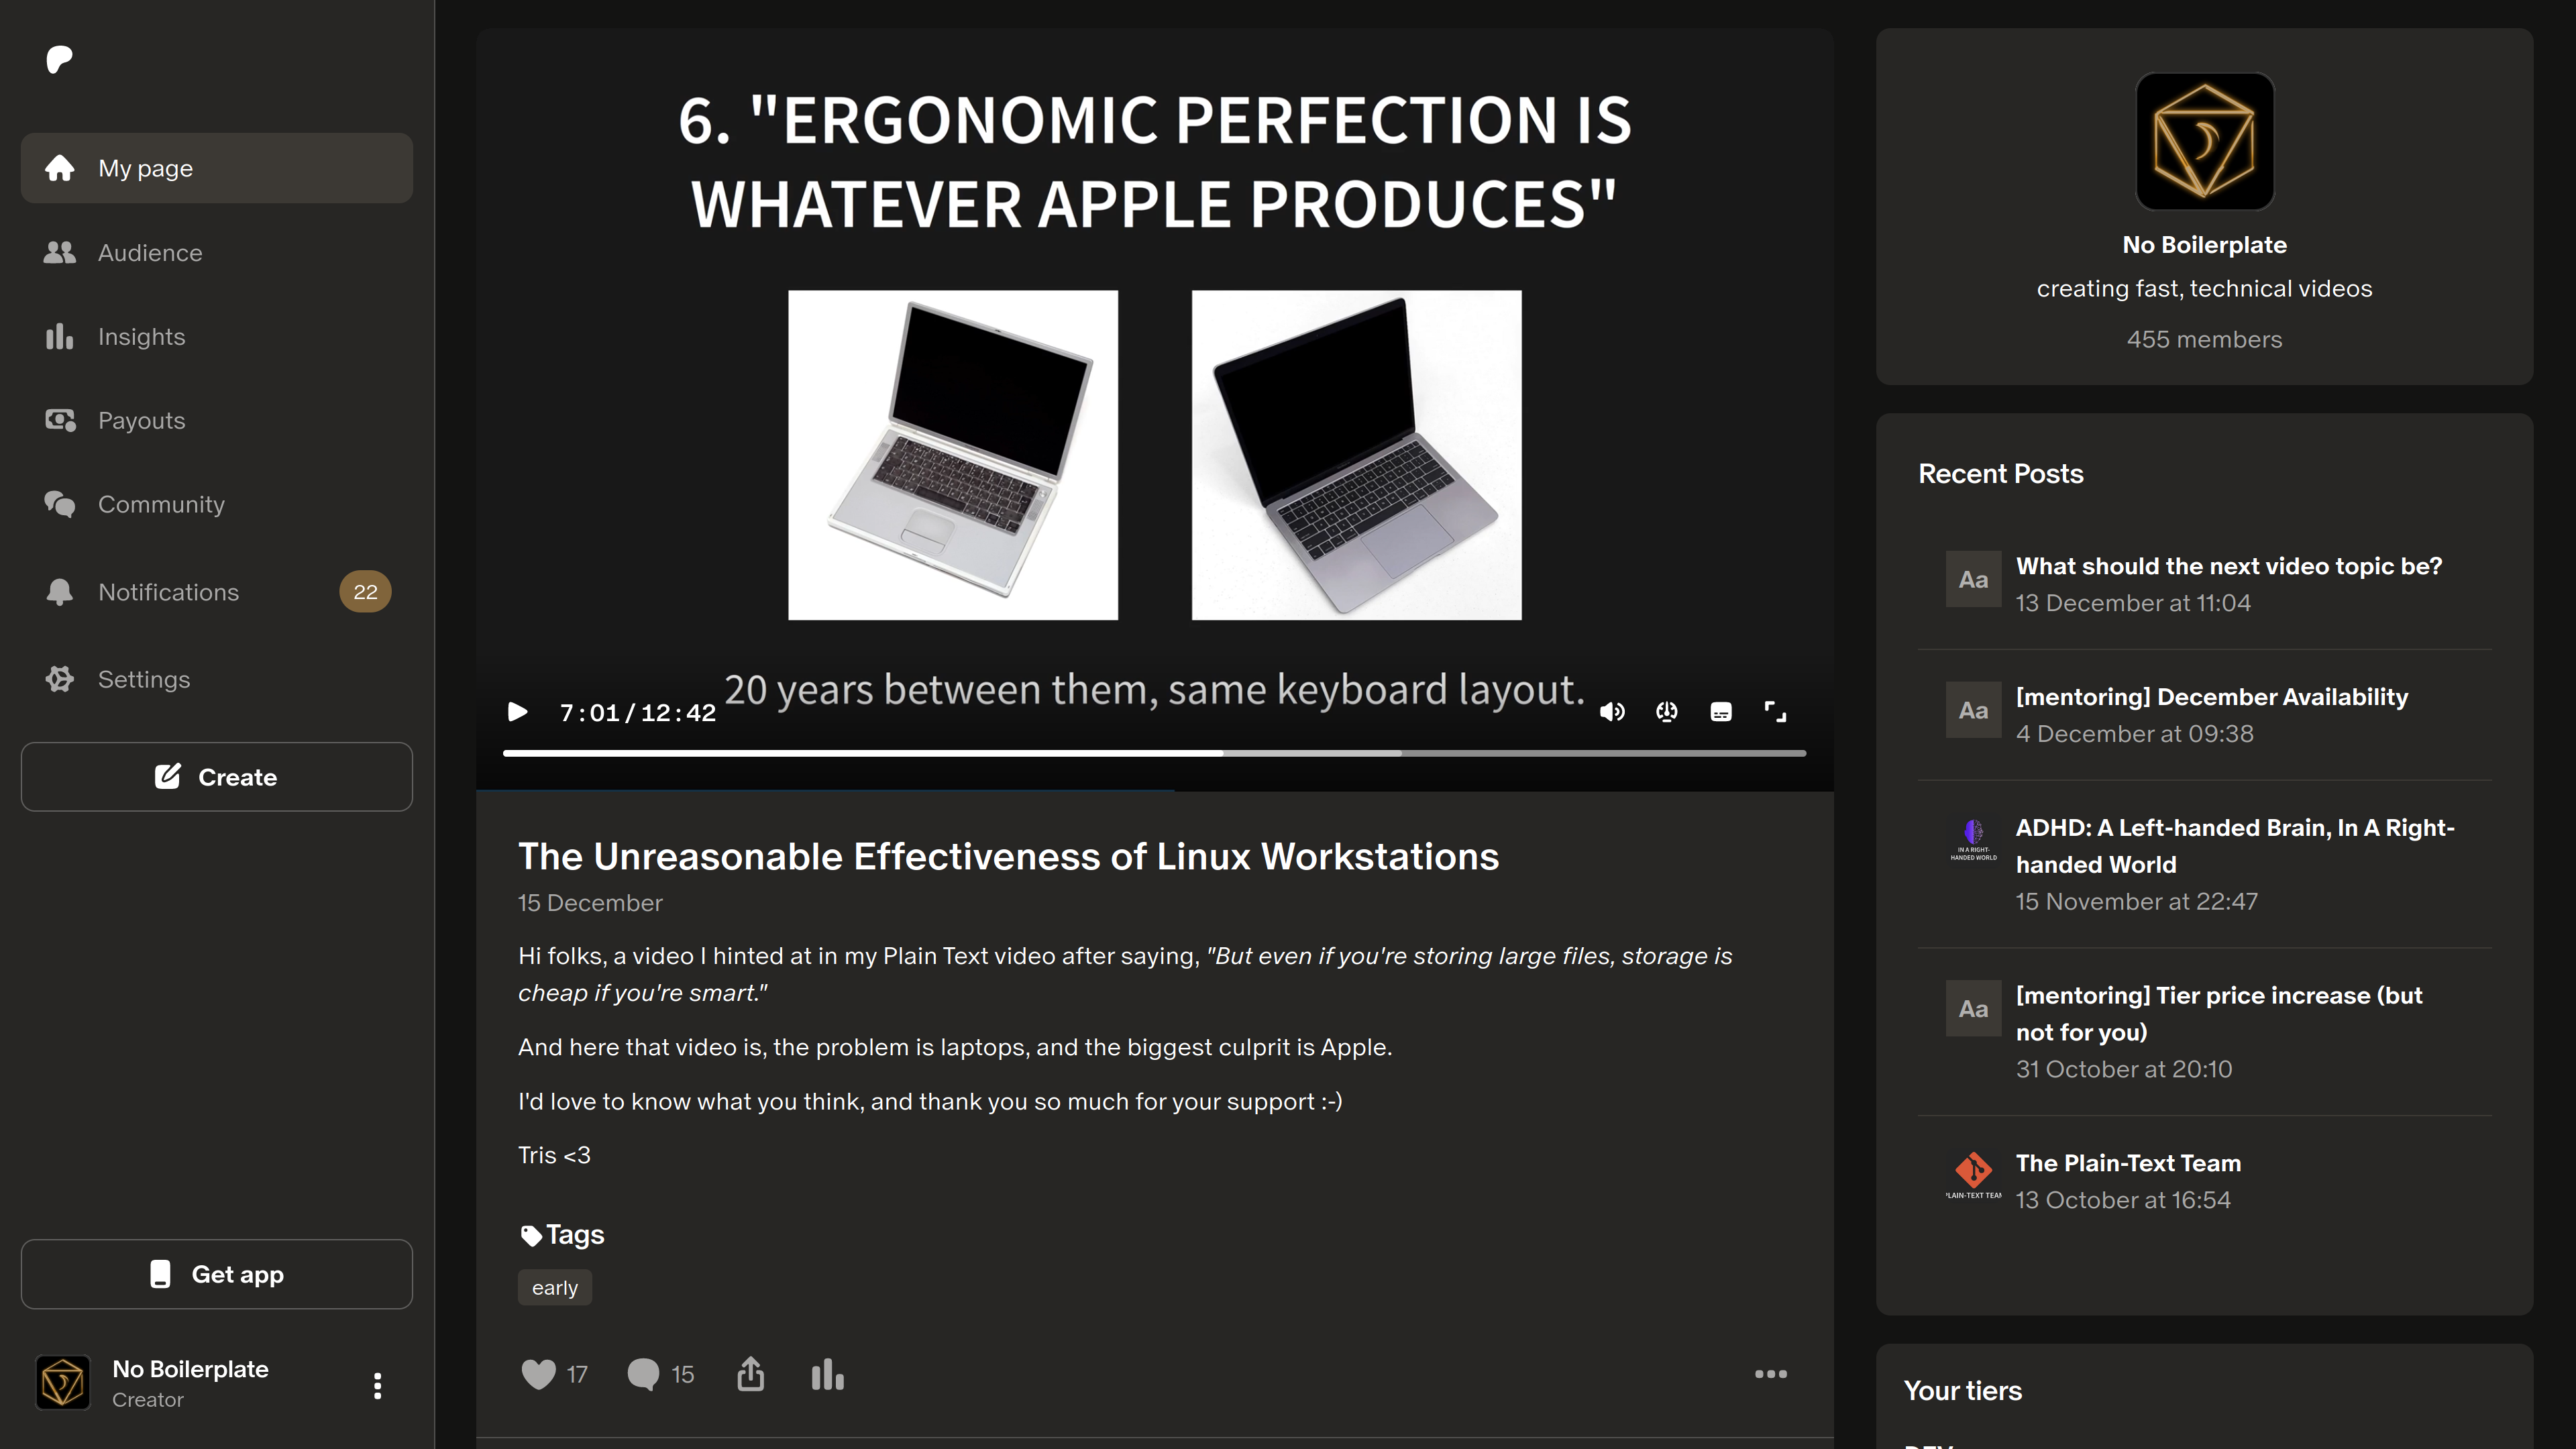 My page
Audience
Insights
Payouts
Community
Notifications 22
Settings
Create
Get app
No Boilerplate
Creator
6. "ERGONOMIC PERFECTION IS
WHATEVER APPLE PRODUCES"
20 years between them, same keyboard layout.
7:01/12:42
The Unreasonable Effectiveness of Linux Workstations
15 December
Hi folks, a video I hinted at in my Plain Text video after saying, "But even if you're storing large files, storage is
cheap if you're smart."
And here that video is, the problem is laptops, and the biggest culprit is Apple.
I'd love to know what you think, and thank you so much for your support :-)
Tris <3
Tags
early
17
15
No Boilerplate
creating fast, technical videos
455 members
Recent Posts
Aa
What should the next video topic be?
13 December at 11:04
Aa
[mentoring] December Availability
4 December at 09:38
IN A RIGHT-
HANDED WORLD
ADHD: A Left-handed Brain, In A Right-
handed World
15 November at 22:47
Aa
[mentoring] Tier price increase (but
not for you)
31 October at 20:10
LAIN-TEXT TEA
The Plain-Text Team
13 October at 16:54
Your tiers